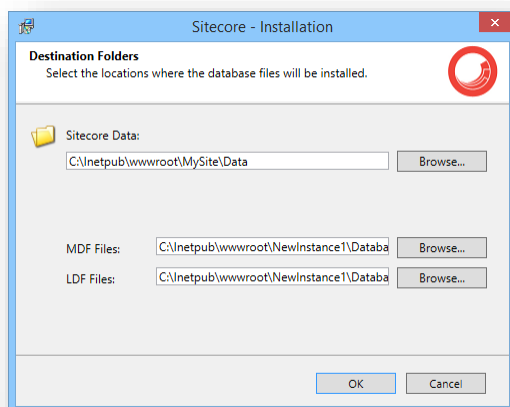 Sitecore - Installation
Destination Folders
Select the locations where the database files will be installed.
Sitecore Data:
C:\Inetpub\wwwroot\MySite\Data Browse...
MDF Files: C:\Inetpub\wwwroot\NewInstance1\Databa Browse...
LDF Files: C:\Inetpub\wwwroot\NewInstance1\Databa Browse...
OK Cancel